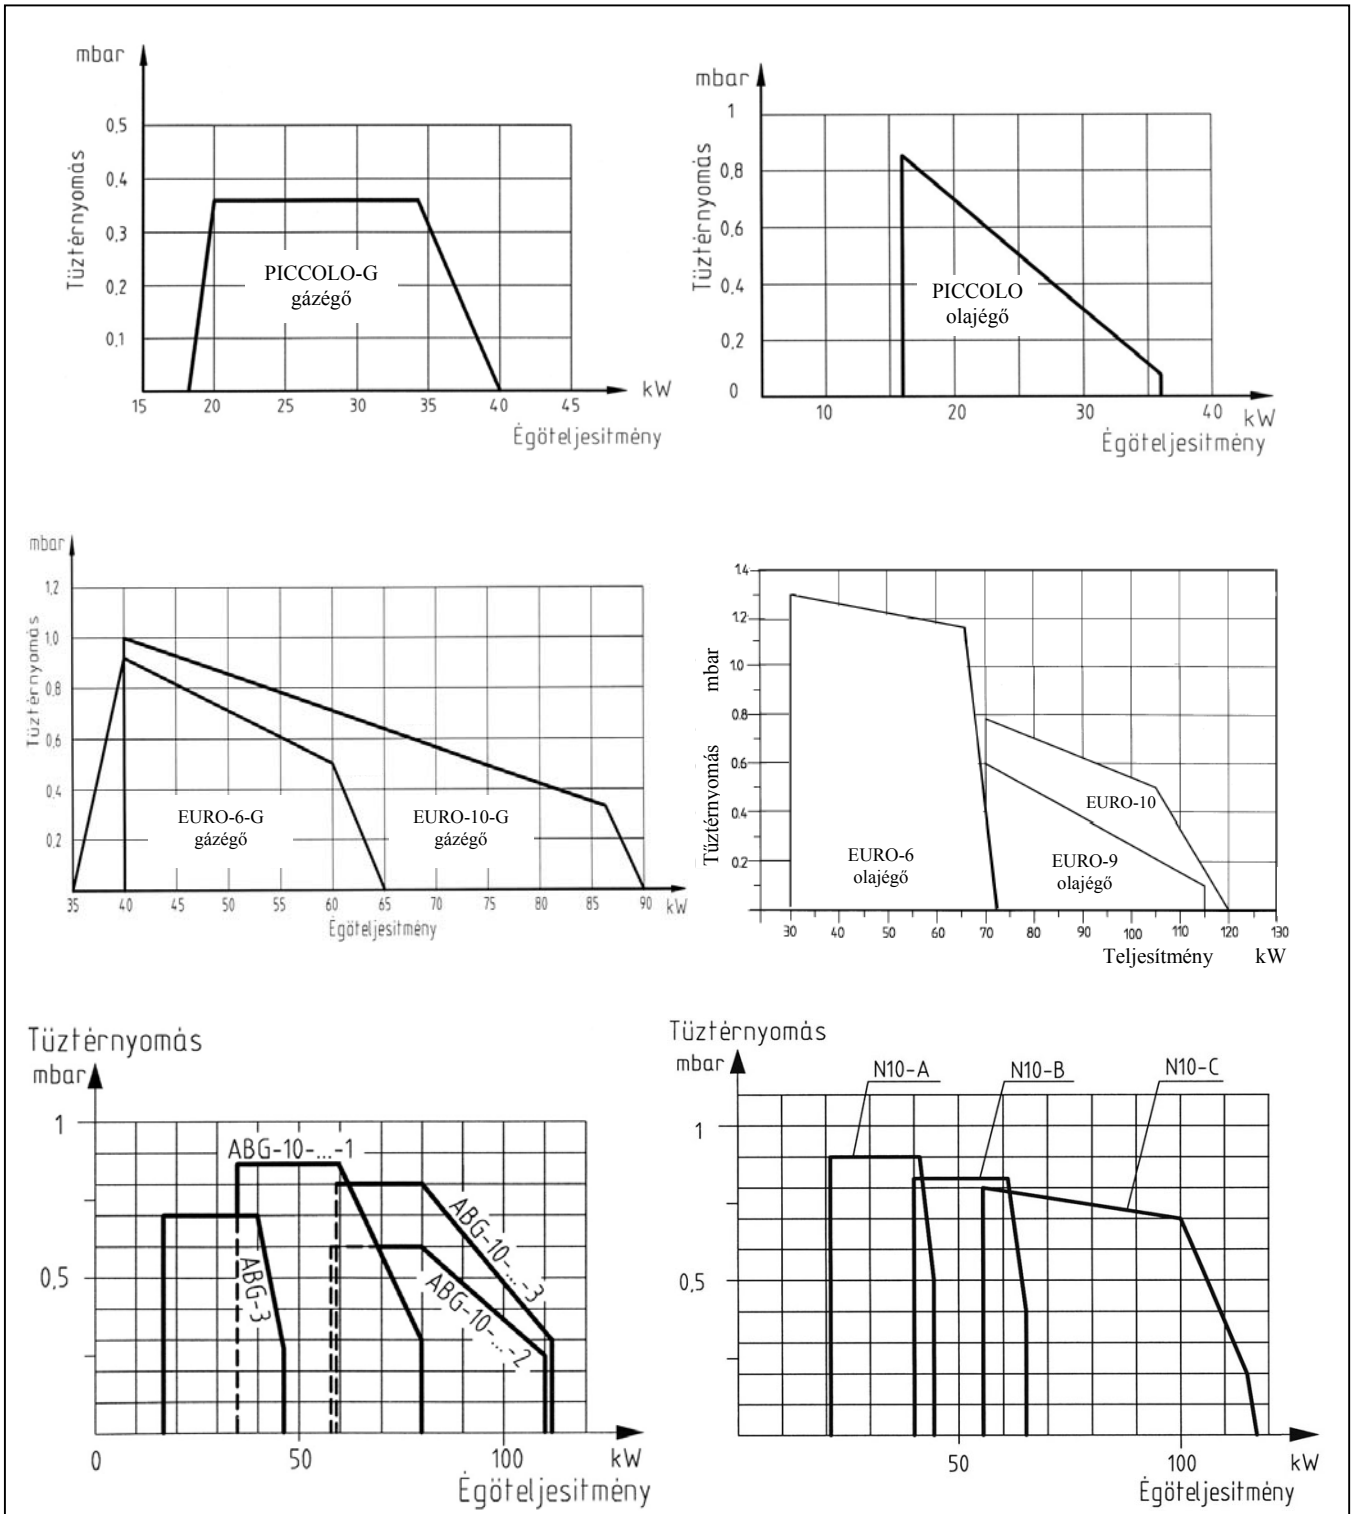 mbar
Tüztérnyomás
0,5
0,4
0,3
0,2
0,1
PICCOLO-G
gázégő
15 20 25 30 35 40 45 kW
Égöteljesitmény
mbar
Tüztérnyomás
1
0,8
0,6
0,4
0,2
0
PICCOLO
olajégő
10 20 30 40 kW
Égöteljesitmény
mbar
Tüztérnyomás
1,2
1,0
0,8
0,6
0,4
0,2
EURO-6-G
gázégő
EURO-10-G
gázégő
35 40 45 50 55 60 65 70 75 80 85 90 kW
Égöteljesitmény
Tűztérnyomás mbar
1.4
1.2
1.0
0.8
0.6
0.4
0.2
EURO-6
olajégő
EURO-10
EURO-9
olajégő
30 40 50 60 70 80 90 100 110 120 130
Teljesítmény kW
Tüztérnyomás
mbar
1
0,5
ABG-10-...-1
ABG-3
ABG-10-...-3
ABG-10-...-2
0 50 100 kW
Égöteljesitmény
Tüztérnyomás
mbar
N10-A N10-B N10-C
1
0,5
50 100 kW
Égöteljesitmény